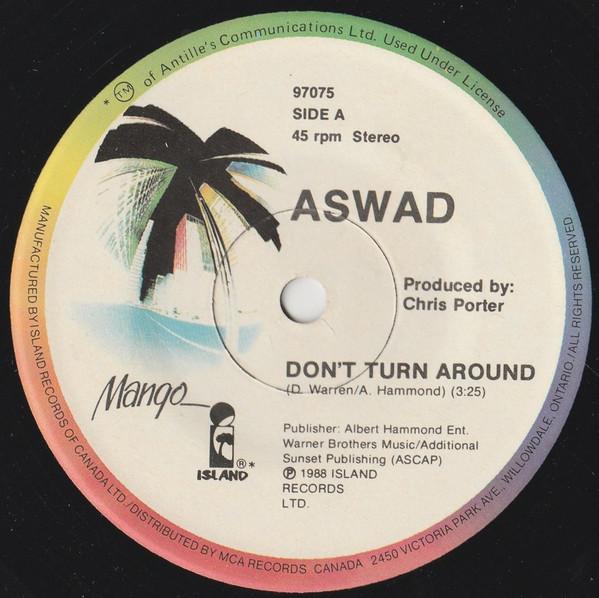 * TM of Antille's Communications Ltd. Used Under License
97075
SIDE A
45 rpm Stereo
ASWAD
Produced by:
Chris Porter
DON'T TURN AROUND
(D. Warren/A. Hammond) (3:25)
Mango
ISLAND ®*
Publisher: Albert Hammond Ent.
Warner Brothers Music/Additional
Sunset Publishing (ASCAP)
℗ 1988 ISLAND
RECORDS
LTD.
MANUFACTURED BY ISLAND RECORDS OF CANADA LTD./DISTRIBUTED BY MCA RECORDS CANADA 2450 VICTORIA PARK AVE., WILLOWDALE, ONTARIO./ALL RIGHTS RESERVED.